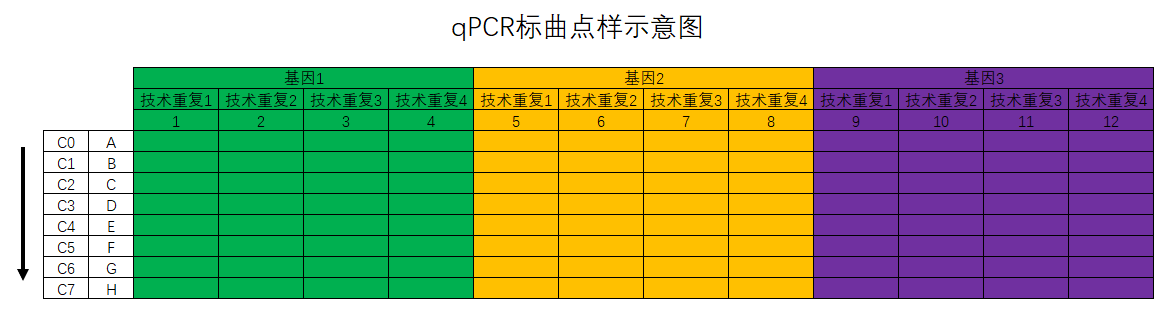 qPCR标曲点样示意图
基因1 基因2 基因3
技术重复1 技术重复2 技术重复3 技术重复4 技术重复1 技术重复2 技术重复3 技术重复4 技术重复1 技术重复2 技术重复3 技术重复4
1 2 3 4 5 6 7 8 9 10 11 12
C0 A
C1 B
C2 C
C3 D
C4 E
C5 F
C6 G
C7 H